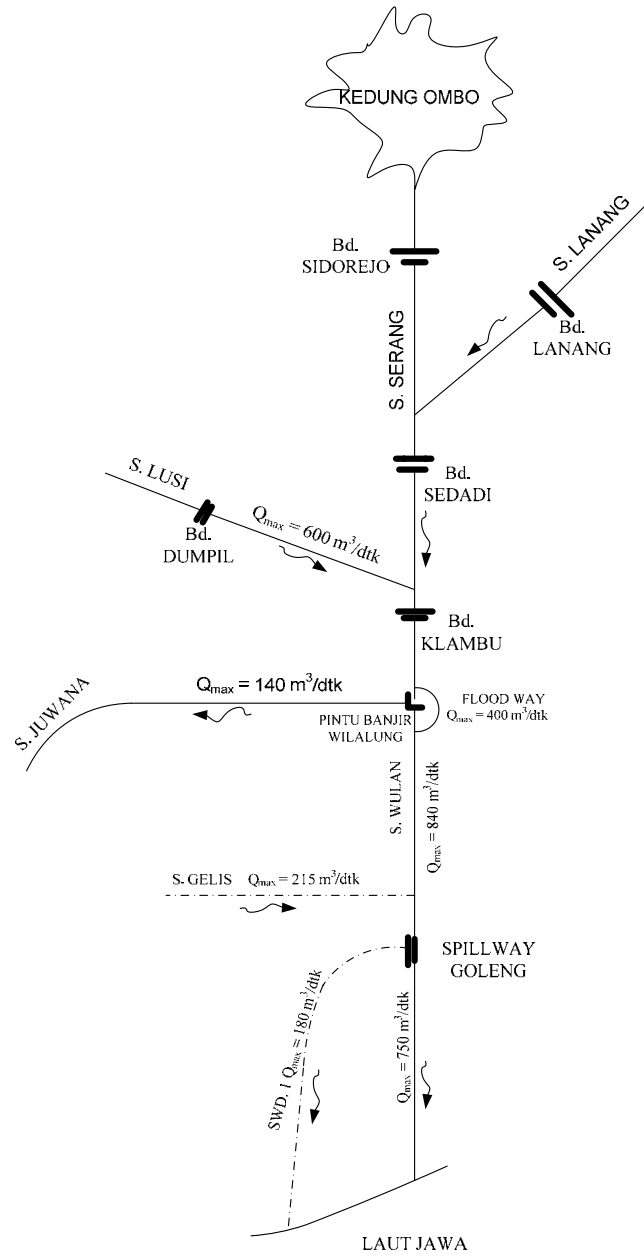 KEDUNG OMBO
S. LANANG
Bd.
SIDOREJO
Bd.
LANANG
S. SERANG
Bd.
SEDADI
S. LUSI
Qmax = 600 m³/dtk
Bd.
DUMPIL
Bd.
KLAMBU
Qmax = 140 m³/dtk
S. JUWANA
PINTU BANJIR
WILALUNG
FLOOD WAY
Qmax = 400 m³/dtk
S. WULAN
Qmax = 840 m³/dtk
S. GELIS Qmax = 215 m³/dtk
SPILLWAY
GOLENG
SWD. 1 Qmax = 180 m³/dtk
Qmax = 750 m³/dtk
LAUT JAWA